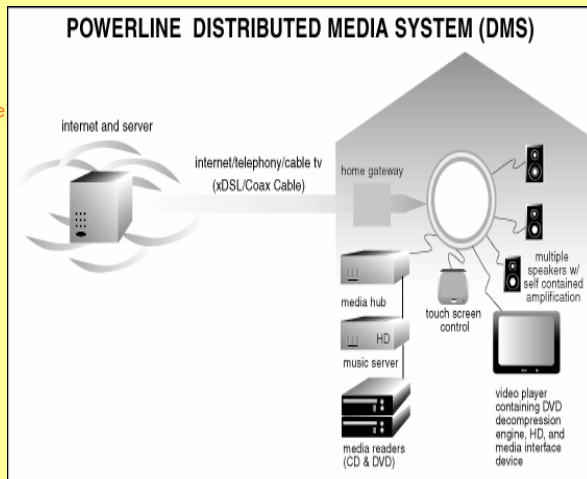 POWERLINE DISTRIBUTED MEDIA SYSTEM (DMS)
internet and server
internet/telephony/cable tv
(xDSL/Coax Cable)
home gateway
multiple
speakers w/
self contained
amplification
media hub
touch screen
control
HD
music server
video player
containing DVD
decompression
engine, HD, and
media interface
device
media readers
(CD & DVD)